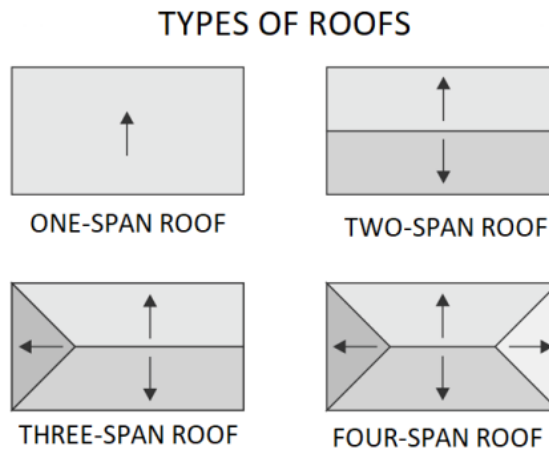 TYPES OF ROOFS
ONE-SPAN ROOF
TWO-SPAN ROOF
THREE-SPAN ROOF
FOUR-SPAN ROOF